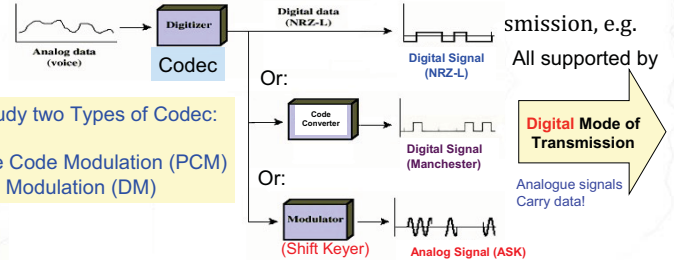 Digitizer
Analog data
(voice)
Codec
Digital data
(NRZ-L)
smission, e.g.
Digital Signal
(NRZ-L)
All supported by
udy two Types of Codec:
e Code Modulation (PCM)
Modulation (DM)
Or:
Code
Converter
Digital Signal
(Manchester)
Or:
Modulator
(Shift Keyer)
Analog Signal (ASK)
Digital Mode of
Transmission
Analogue signals
Carry data!